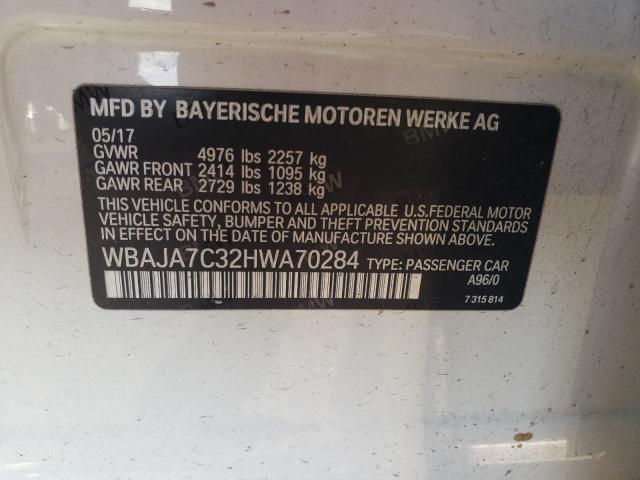 MFD BY BAYERISCHE MOTOREN WERKE AG
05/17
GVWR 4976 lbs 2257 kg
GAWR FRONT 2414 lbs 1095 kg
GAWR REAR 2729 lbs 1238 kg
THIS VEHICLE CONFORMS TO ALL APPLICABLE U.S.FEDERAL MOTOR
VEHICLE SAFETY, BUMPER AND THEFT PREVENTION STANDARDS
IN EFFECT ON THE DATE OF MANUFACTURE SHOWN ABOVE.
WBAJA7C32HWA70284 TYPE: PASSENGER CAR
A96/0
7 315 814